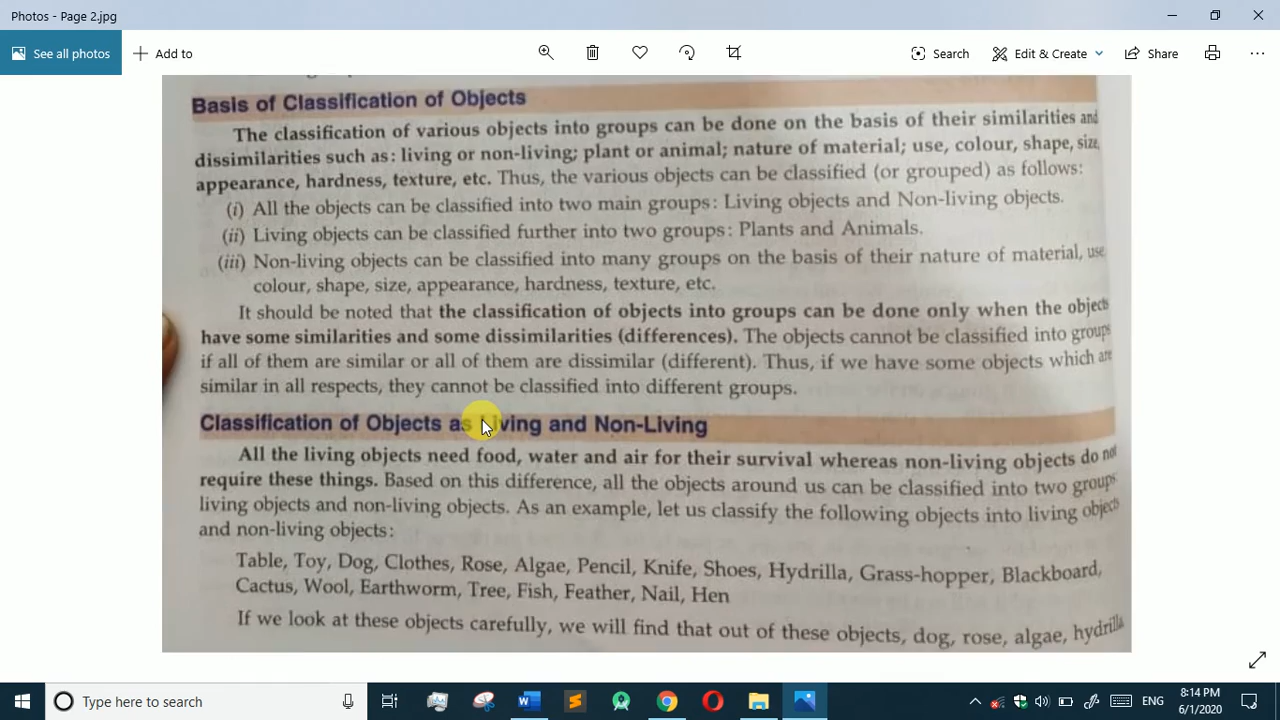 Photos - Page 2.jpg
See all photos
Add to
Search
Edit & Create
Share
Basis of Classification of Objects
The classification of various objects into groups can be done on the basis of their similarities and
dissimilarities such as: living or non-living; plant or animal; nature of material; use, colour, shape, size,
appearance, hardness, texture, etc. Thus, the various objects can be classified (or grouped) as follows:
(i) All the objects can be classified into two main groups: Living objects and Non-living objects.
(ii) Living objects can be classified further into two groups: Plants and Animals.
(iii) Non-living objects can be classified into many groups on the basis of their nature of material, use
colour, shape, size, appearance, hardness, texture, etc.
It should be noted that the classification of objects into groups can be done only when the objects
have some similarities and some dissimilarities (differences). The objects cannot be classified into groups
if all of them are similar or all of them are dissimilar (different). Thus, if we have some objects which are
similar in all respects, they cannot be classified into different groups.
Classification of Objects as Living and Non-Living
All the living objects need food, water and air for their survival whereas non-living objects do not
require these things. Based on this difference, all the objects around us can be classified into two groups
living objects and non-living objects. As an example, let us classify the following objects into living objects
and non-living objects:
Table, Toy, Dog, Clothes, Rose, Algae, Pencil, Knife, Shoes, Hydrilla, Grass-hopper, Blackboard,
Cactus, Wool, Earthworm, Tree, Fish, Feather, Nail, Hen
If we look at these objects carefully, we will find that out of these objects, dog, rose, algae, hydrilla
Type here to search
ENG
8:14 PM
6/1/2020